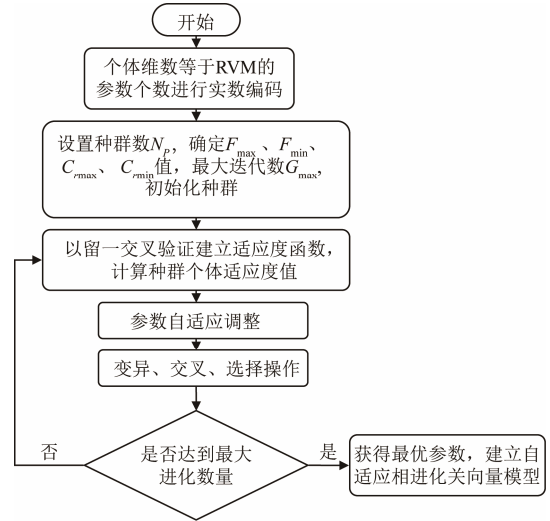 开始
个体维数等于RVM的
参数个数进行实数编码
设置种群数NP，确定Fmax、Fmin、
Crmax、Crmin值，最大迭代数Gmax,
初始化种群
以留一交叉验证建立适应度函数，
计算种群个体适应度值
参数自适应调整
变异、交叉、选择操作
是否达到最大
进化数量
否
是
获得最优参数，建立自
适应相进化关向量模型